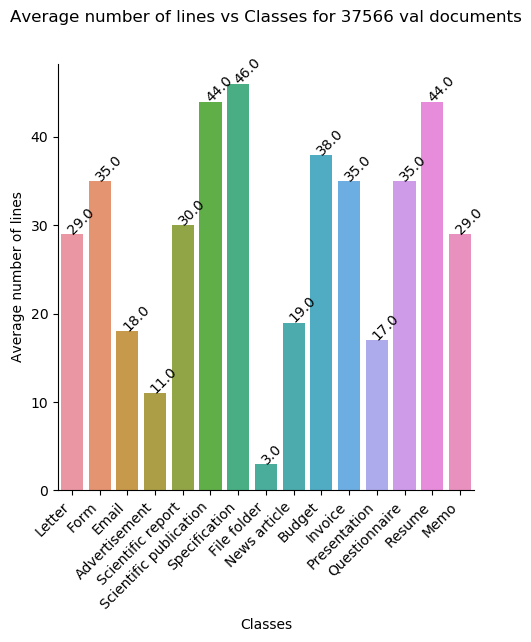 Average number of lines vs Classes for 37566 val documents
Average number of lines
40
30
20
10
0
29.0
35.0
18.0
11.0
30.0
44.0
46.0
3.0
19.0
38.0
35.0
17.0
35.0
44.0
29.0
Letter
Form
Email
Advertisement
Scientific report
Scientific publication
Specification
File folder
News article
Budget
Invoice
Presentation
Questionnaire
Resume
Memo
Classes